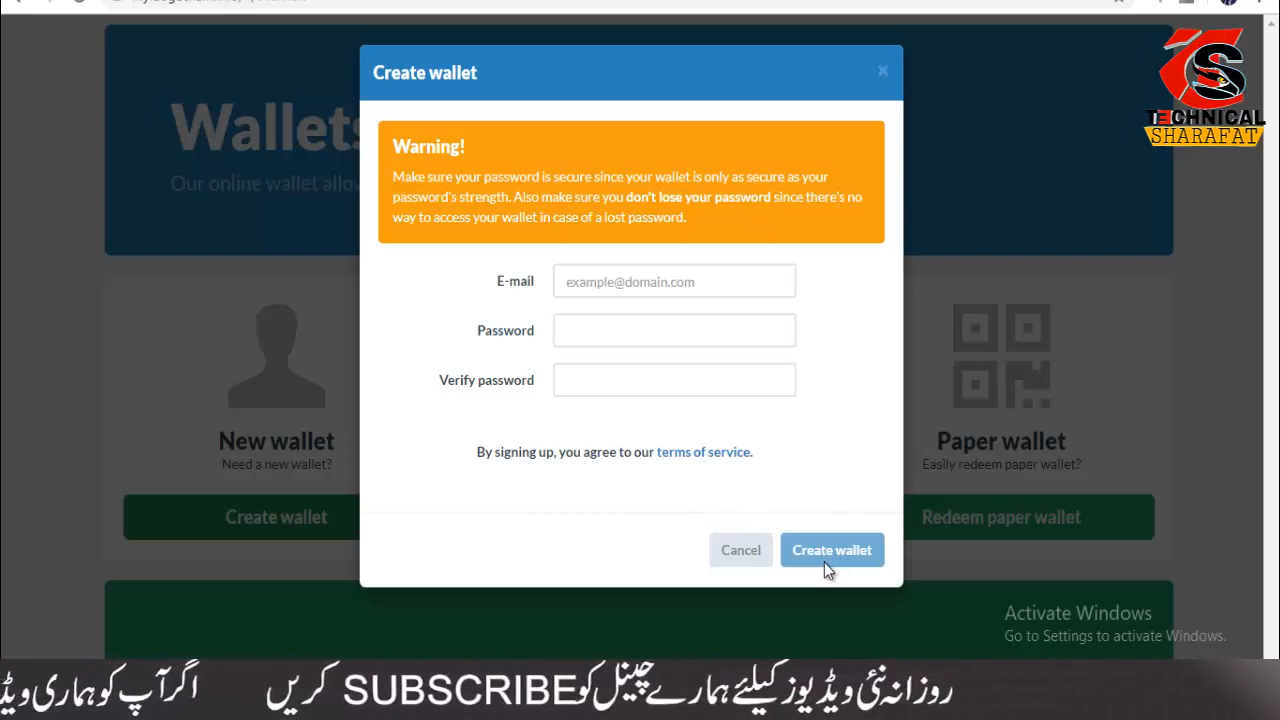 Wallets
Our online wallet allow
Create wallet
x
Warning!
Make sure your password is secure since your wallet is only as secure as your
password's strength. Also make sure you don't lose your password since there's no
way to access your wallet in case of a lost password.
E-mail
example@domain.com
Password
Verify password
By signing up, you agree to our terms of service.
Cancel
Create wallet
New wallet
Need a new wallet?
Create wallet
Paper wallet
Easily redeem paper wallet?
Redeem paper wallet
TECHNICAL
SHARAFAT
Activate Windows
Go to Settings to activate Windows.
روزانہ نئی ویڈیوز کیلئے ہمارے چینل کو SUBSCRIBE کریں
اگر آپ کو ہماری ویڈ